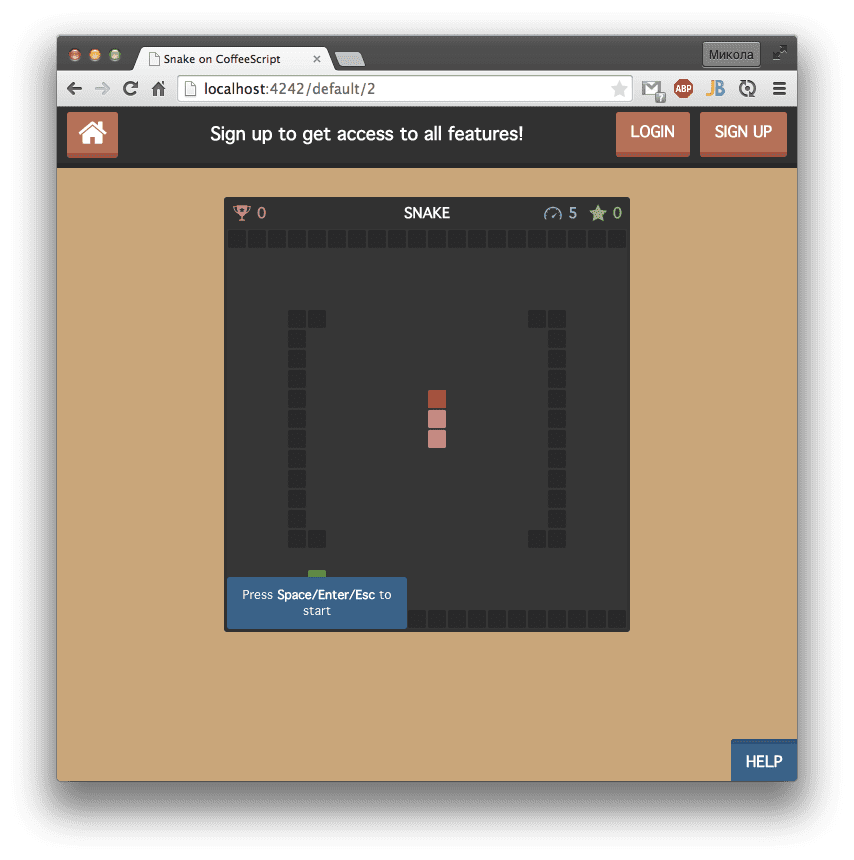 Snake on CoffeeScript
Микола
localhost:4242/default/2
?
ABP
JB
Sign up to get access to all features!
LOGIN
SIGN UP
0
SNAKE
5
0
Press Space/Enter/Esc to
start
HELP